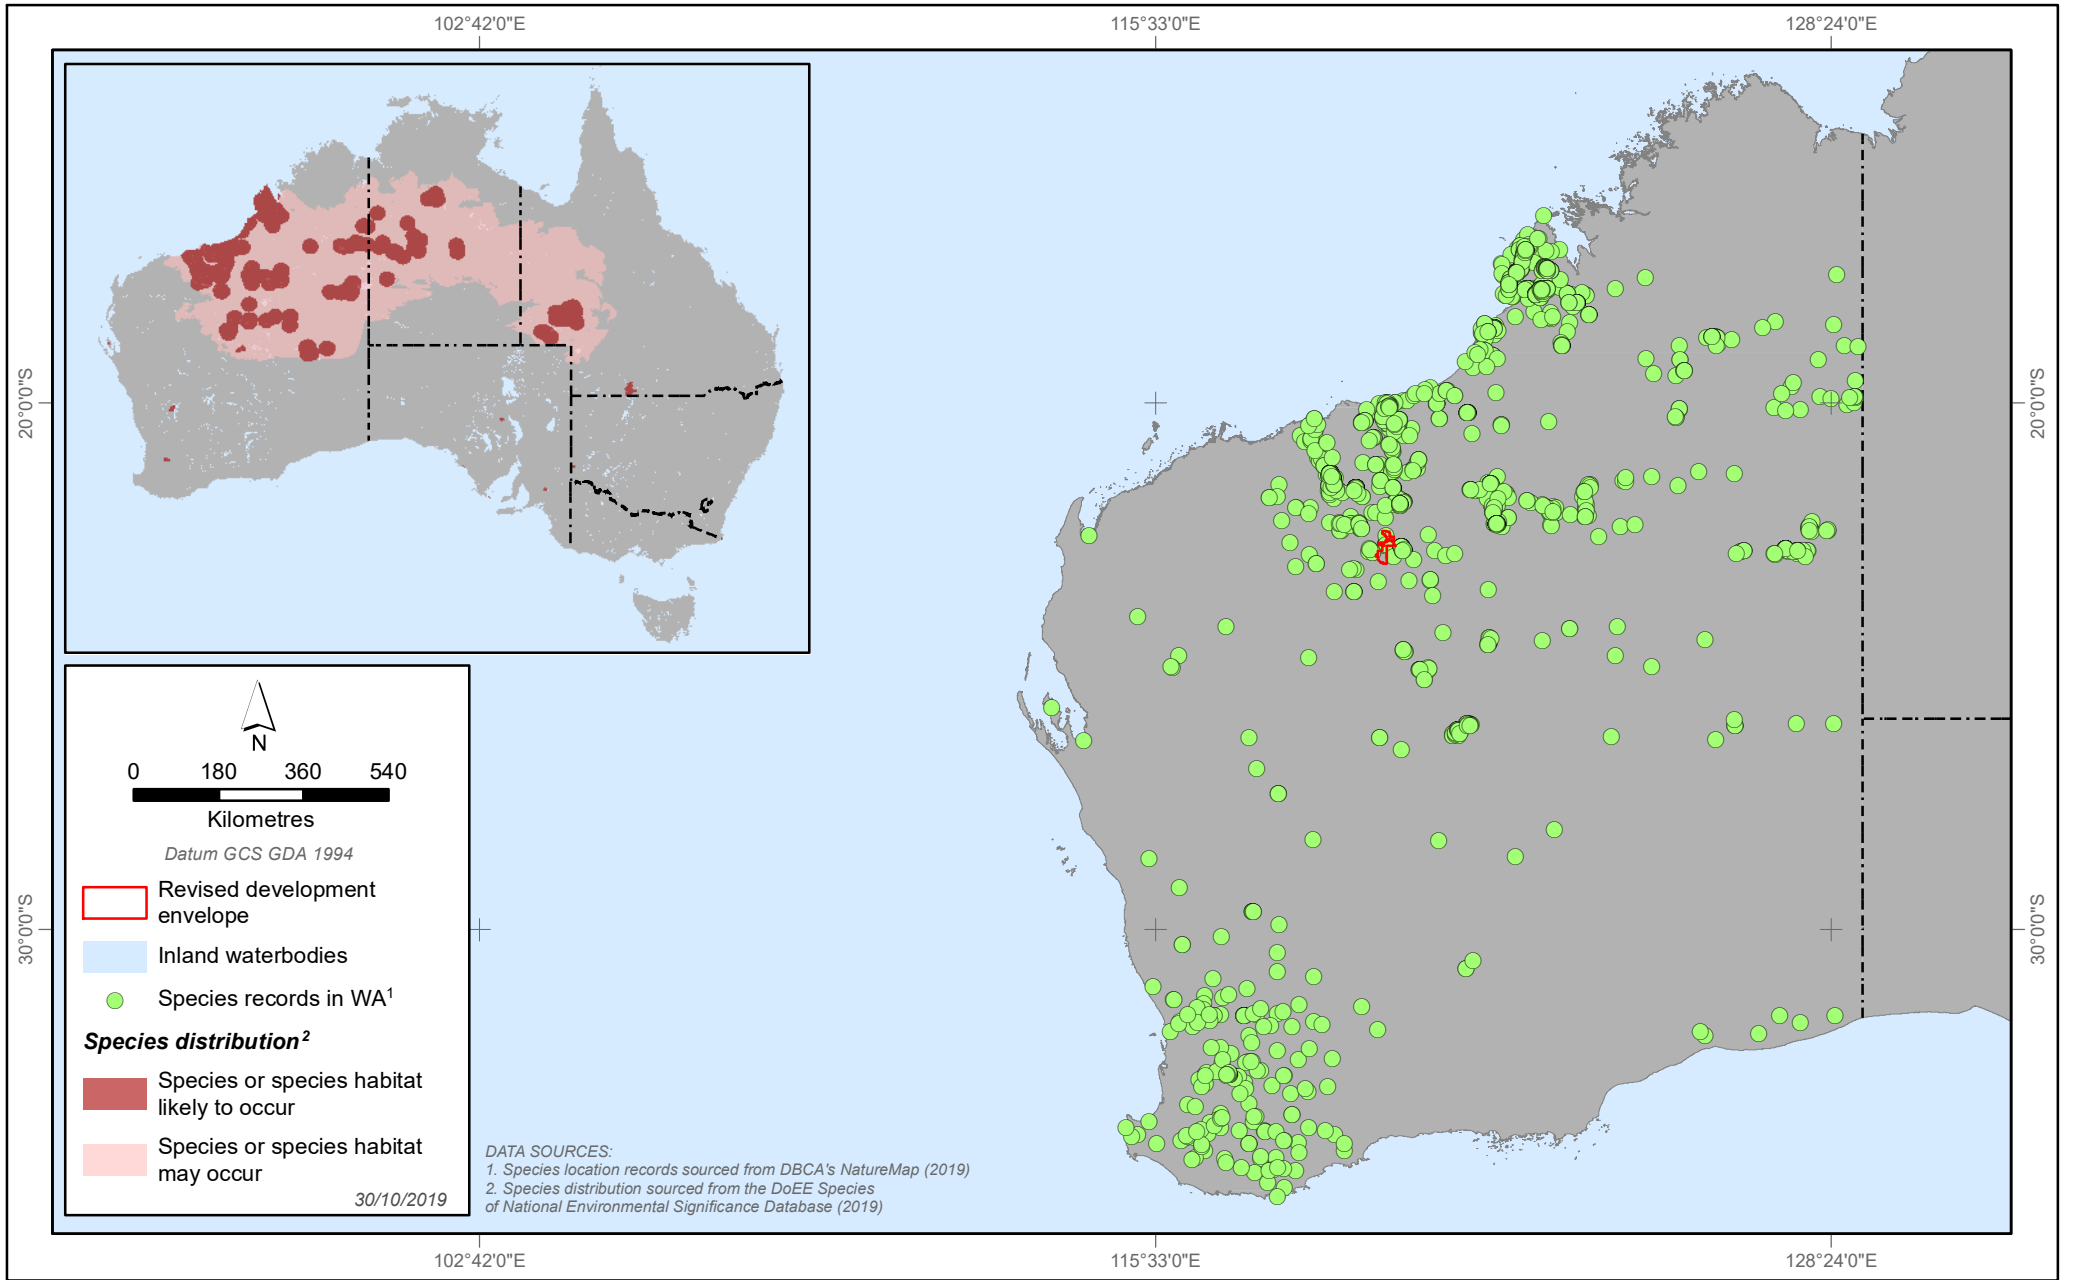 102°42'0"E
115°33'0"E
128°24'0"E
20°0'0"S
20°0'0"S
N
0 180 360 540
Kilometres
Datum GCS GDA 1994
Revised development
envelope
Inland waterbodies
Species records in WA1
Species distribution2
Species or species habitat
likely to occur
Species or species habitat
may occur
30/10/2019
30°0'0"S
30°0'0"S
DATA SOURCES:
1. Species location records sourced from DBCA's NatureMap (2019)
2. Species distribution sourced from the DoEE Species
of National Environmental Significance Database (2019)
102°42'0"E
115°33'0"E
128°24'0"E